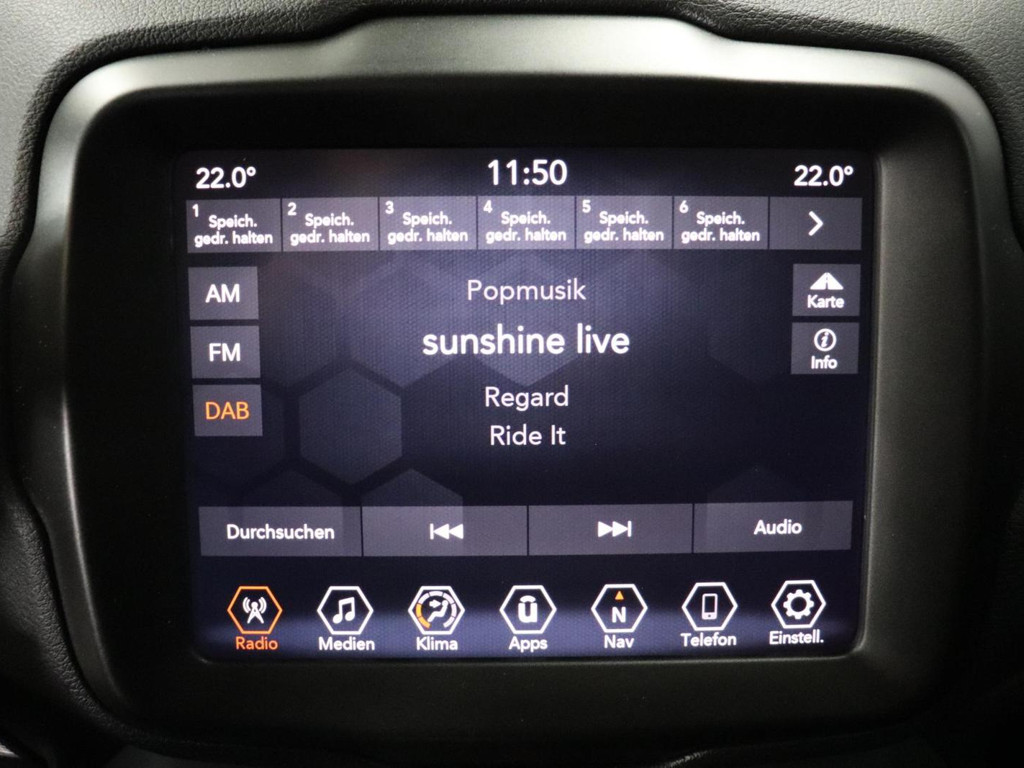 22.0° 11:50 22.0°
1 2 3 4 5 6
Speich. Speich. Speich. Speich. Speich. Speich.
gedr. halten gedr. halten gedr. halten gedr. halten gedr. halten gedr. halten
AM
Popmusik
Karte
FM
sunshine live
Info
DAB
Regard
Ride It
Durchsuchen
Audio
N
Radio Medien Klima Apps Nav Telefon Einstell.